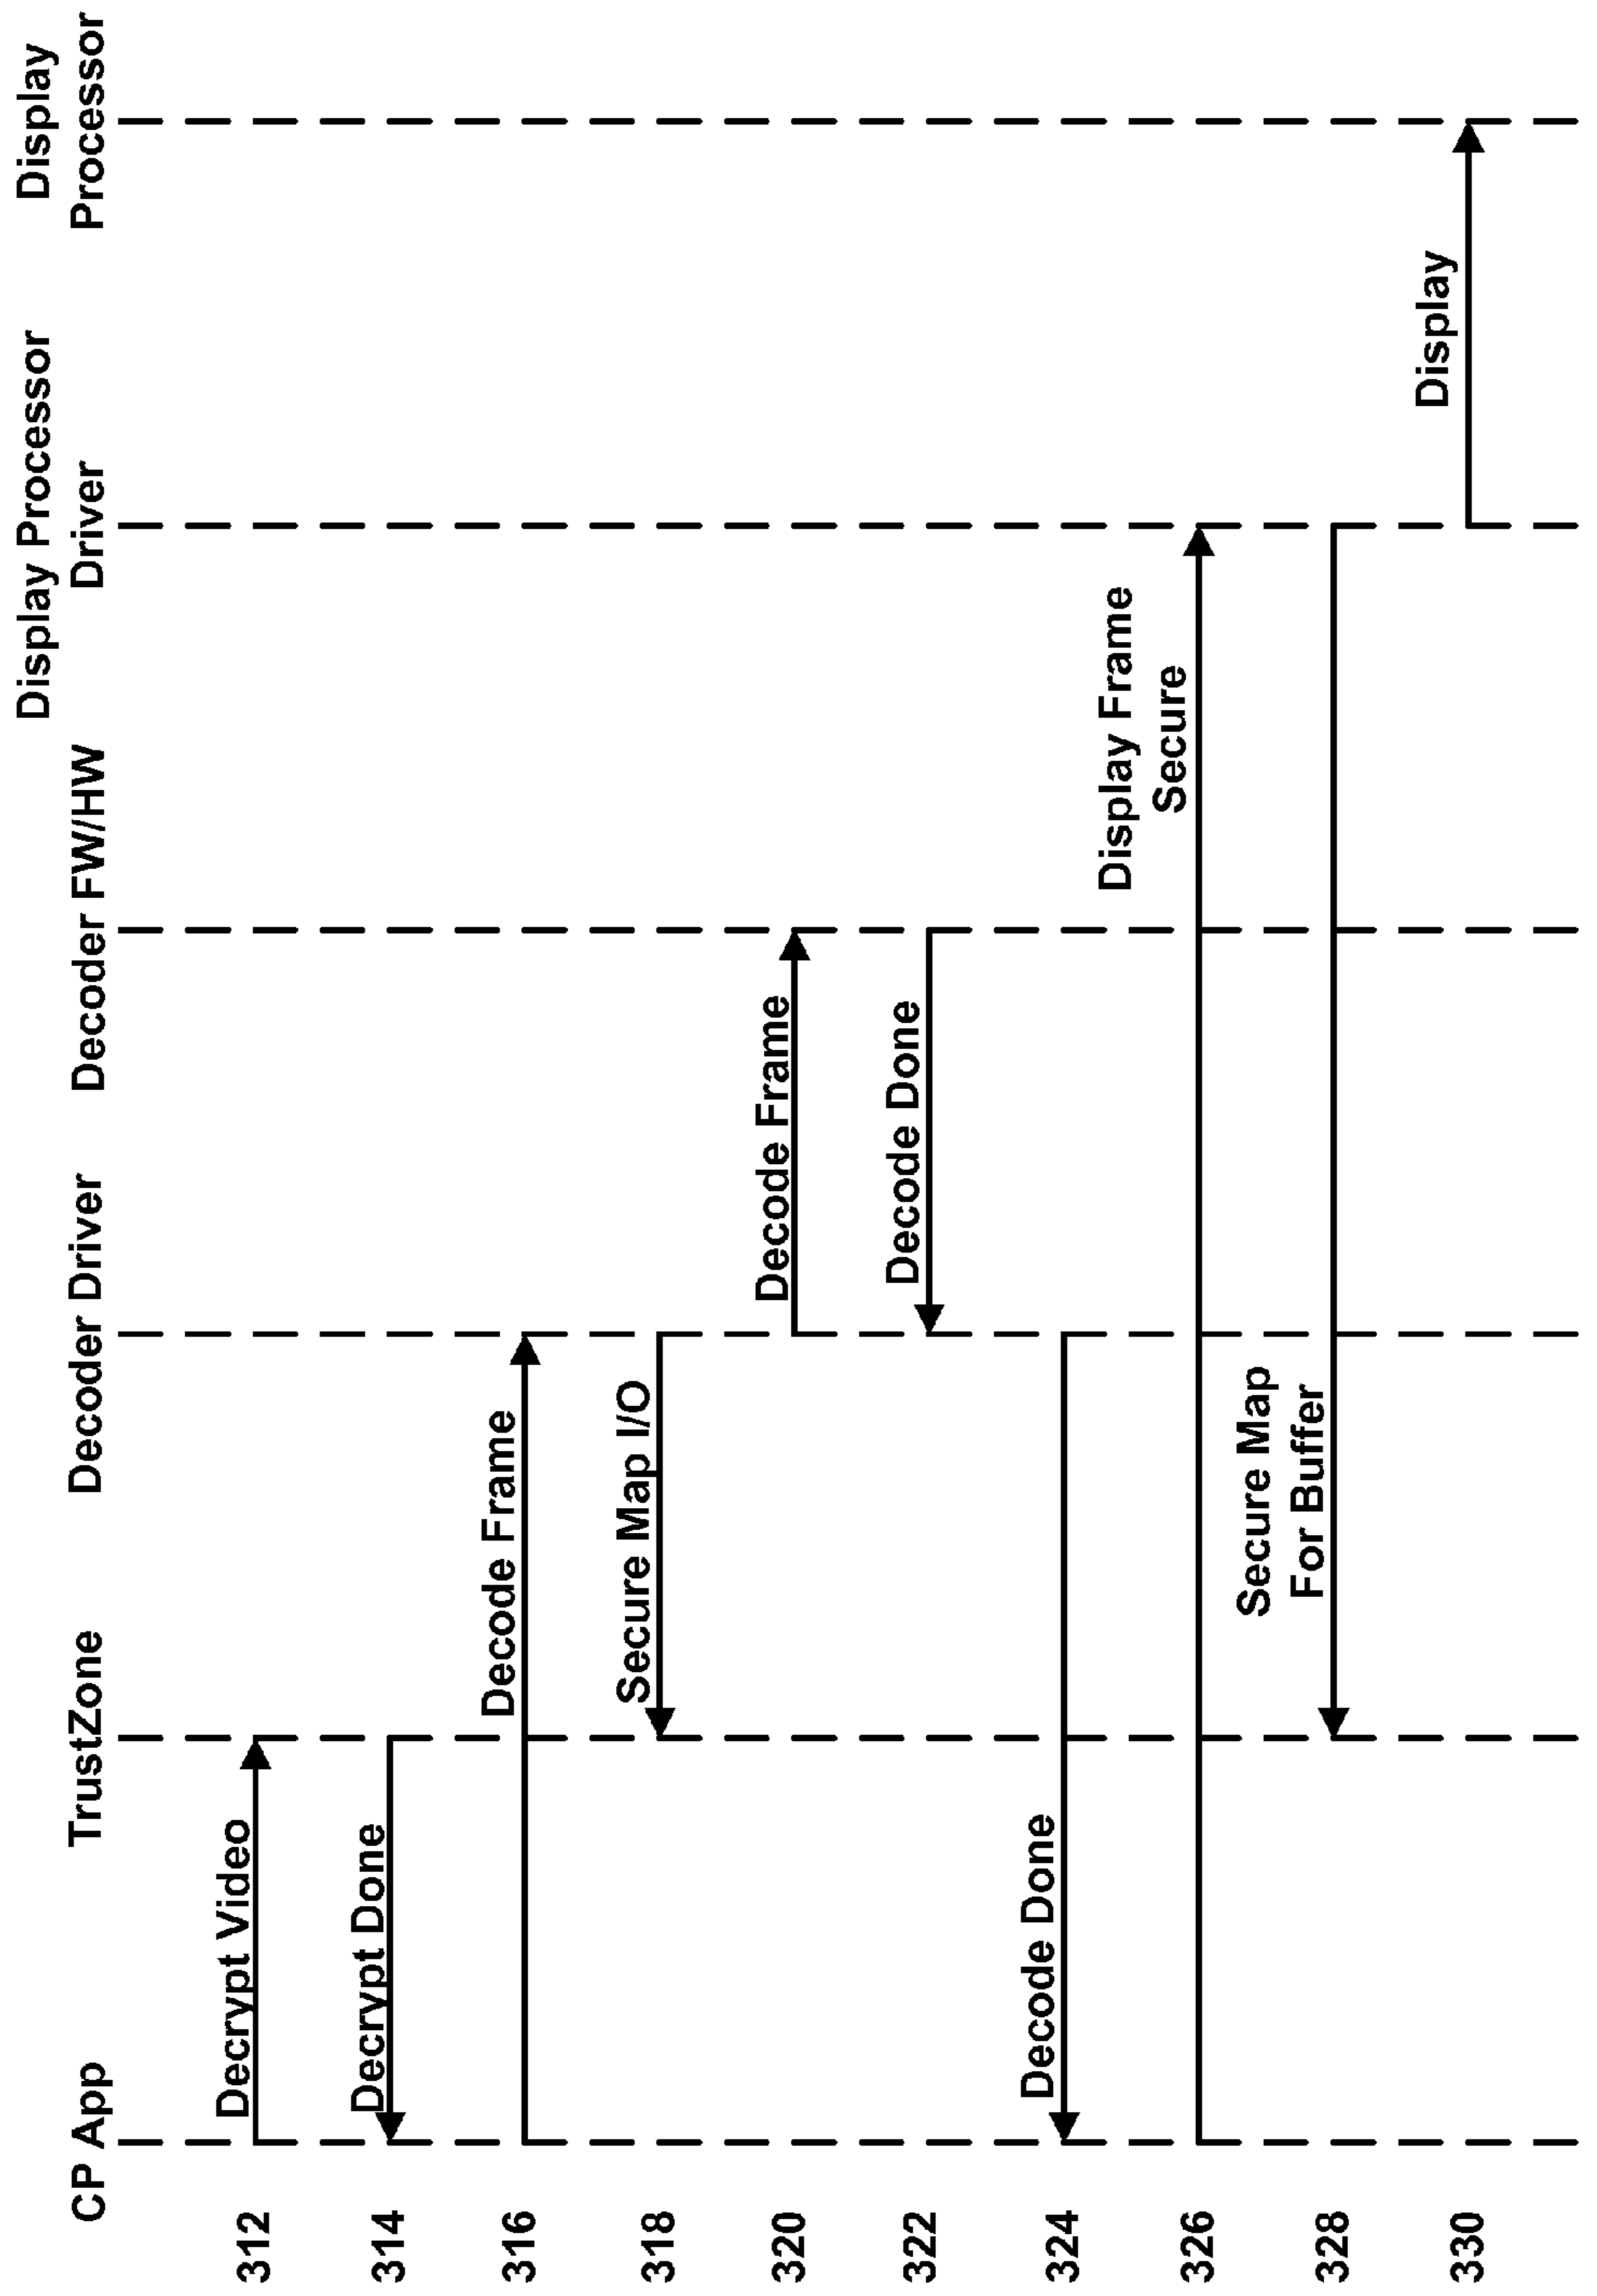 CP App
TrustZone
Decoder Driver
Decoder FW/HW
Display Processor
Driver
Display
Processor
312
Decrypt Video
314
Decrypt Done
316
Decode Frame
318
Secure Map I/O
320
Decode Frame
322
Decode Done
324
Decode Done
326
Display Frame
Secure
328
Secure Map
For Buffer
330
Display